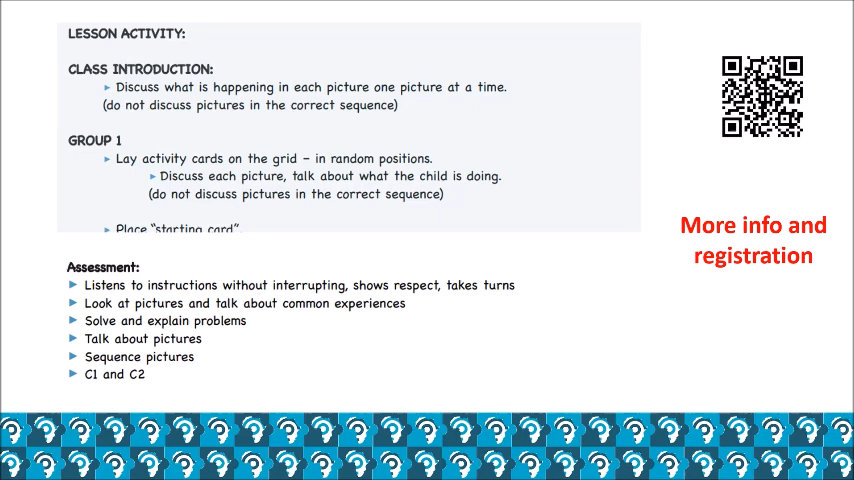 LESSON ACTIVITY:
CLASS INTRODUCTION:
▸ Discuss what is happening in each picture one picture at a time.
(do not discuss pictures in the correct sequence)
GROUP 1
▸ Lay activity cards on the grid – in random positions.
▸ Discuss each picture, talk about what the child is doing.
(do not discuss pictures in the correct sequence)
▸ Place “starting card”.
More info and
registration
Assessment:
► Listens to instructions without interrupting, shows respect, takes turns
► Look at pictures and talk about common experiences
► Solve and explain problems
► Talk about pictures
► Sequence pictures
► C1 and C2